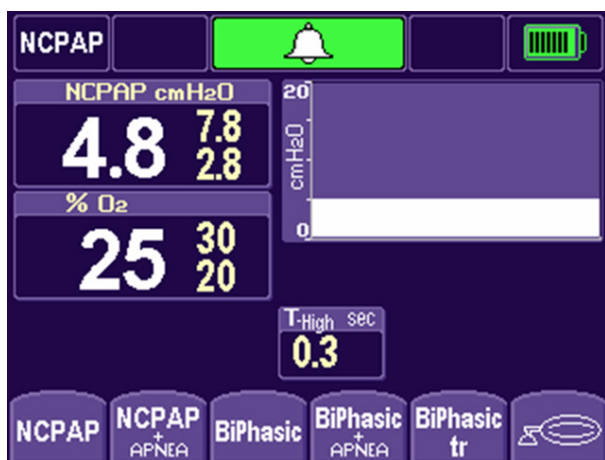 NCPAP
NCPAP cmH2O
4.8
7.8
2.8
% O2
25
30
20
20
cmH2O
0
T-High sec
0.3
NCPAP
NCPAP
+
APNEA
BiPhasic
BiPhasic
+
APNEA
BiPhasic
tr